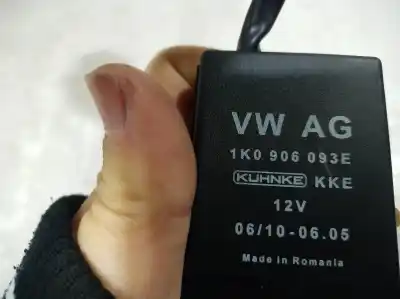 VW AG
1K0 906 093E
KUHNKE KKE
12V
06/10-06.05
Made in Romania